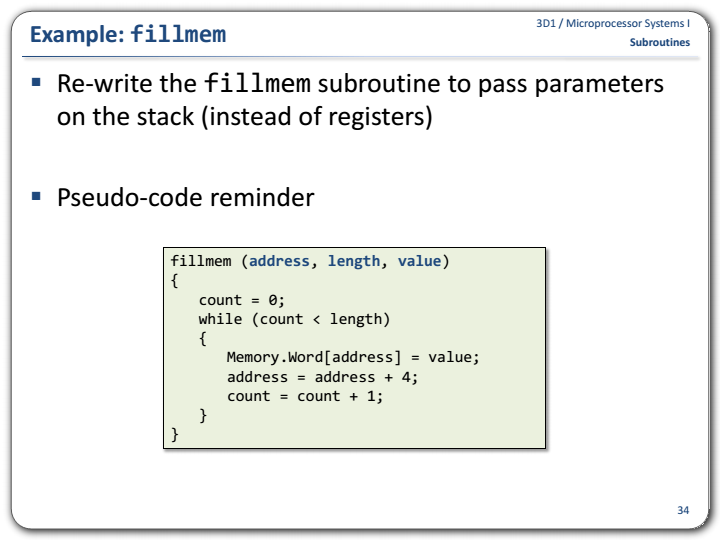 Example: fillmem
3D1 / Microprocessor Systems I
Subroutines
▪ Re-write the fillmem subroutine to pass parameters
on the stack (instead of registers)
▪ Pseudo-code reminder
fillmem (address, length, value)
{
count = 0;
while (count < length)
{
Memory.Word[address] = value;
address = address + 4;
count = count + 1;
}
}
34